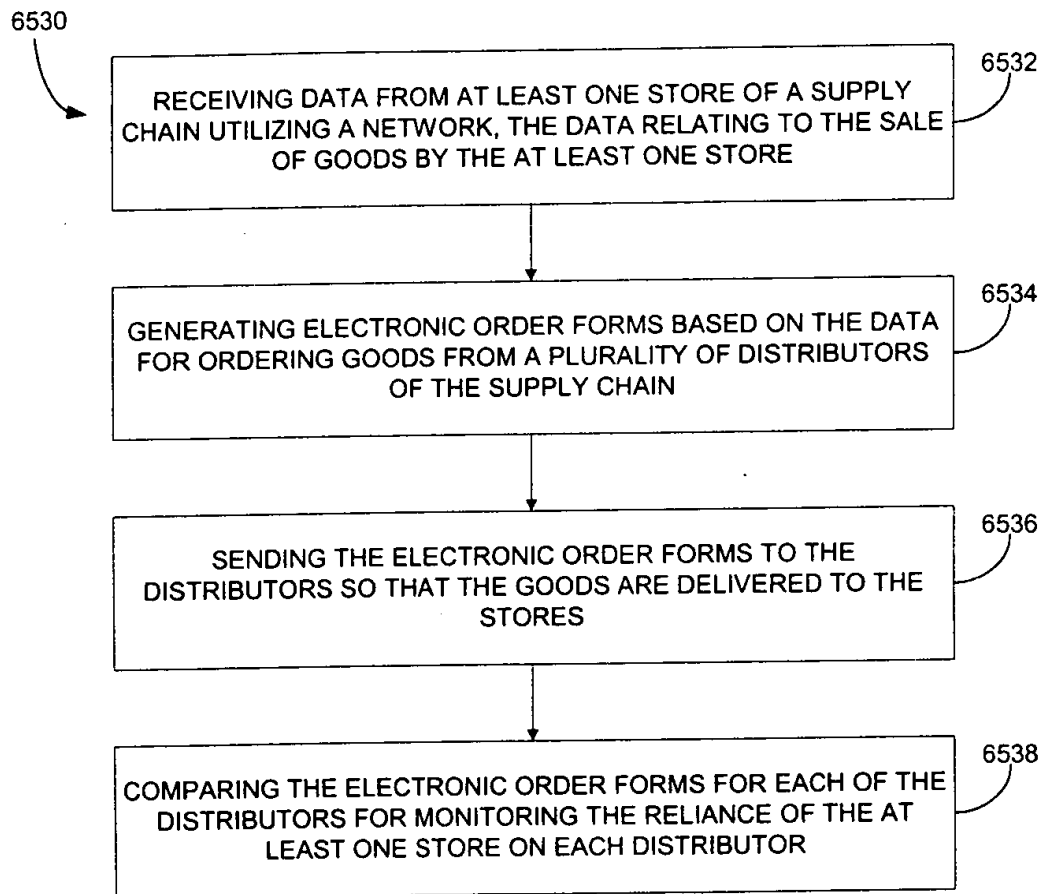 6530
6532
RECEIVING DATA FROM AT LEAST ONE STORE OF A SUPPLY
CHAIN UTILIZING A NETWORK, THE DATA RELATING TO THE SALE
OF GOODS BY THE AT LEAST ONE STORE
6534
GENERATING ELECTRONIC ORDER FORMS BASED ON THE DATA
FOR ORDERING GOODS FROM A PLURALITY OF DISTRIBUTORS
OF THE SUPPLY CHAIN
6536
SENDING THE ELECTRONIC ORDER FORMS TO THE
DISTRIBUTORS SO THAT THE GOODS ARE DELIVERED TO THE
STORES
6538
COMPARING THE ELECTRONIC ORDER FORMS FOR EACH OF THE
DISTRIBUTORS FOR MONITORING THE RELIANCE OF THE AT
LEAST ONE STORE ON EACH DISTRIBUTOR